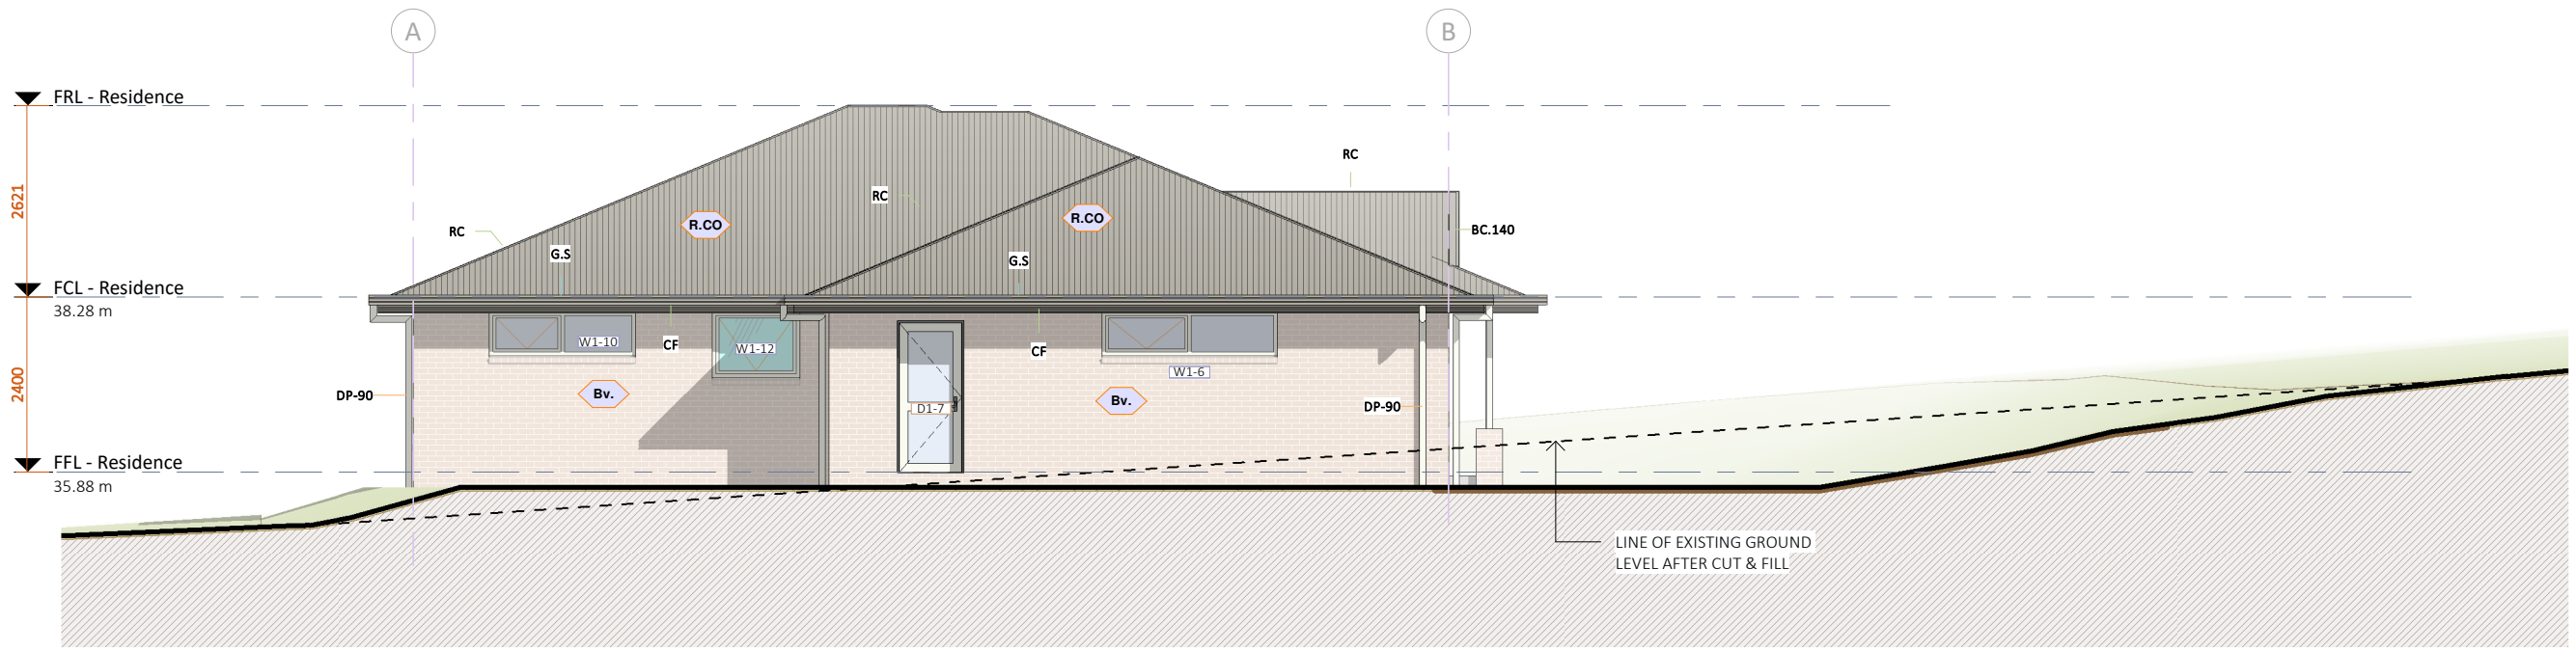 A
B
FRL - Residence
RC
2621
RC
R.CO
R.CO
RC
BC.140
G.S
G.S
FCL - Residence
38.28 m
W1-10
CF
W1-12
CF
W1-6
2400
DP-90
Bv.
D1-7
Bv.
DP-90
FFL - Residence
35.88 m
LINE OF EXISTING GROUND
LEVEL AFTER CUT & FILL